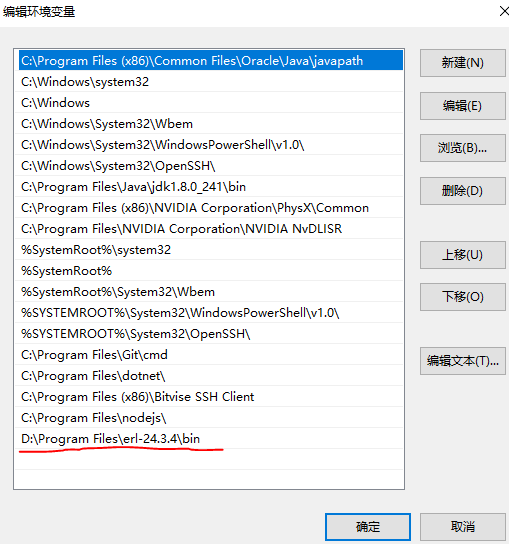 编辑环境变量
C:\Program Files (x86)\Common Files\Oracle\Java\javapath
C:\Windows\system32
C:\Windows
C:\Windows\System32\Wbem
C:\Windows\System32\WindowsPowerShell\v1.0\
C:\Windows\System32\OpenSSH\
C:\Program Files\Java\jdk1.8.0_241\bin
C:\Program Files (x86)\NVIDIA Corporation\PhysX\Common
C:\Program Files\NVIDIA Corporation\NVIDIA NvDLISR
%SystemRoot%\system32
%SystemRoot%
%SystemRoot%\System32\Wbem
%SYSTEMROOT%\System32\WindowsPowerShell\v1.0\
%SYSTEMROOT%\System32\OpenSSH\
C:\Program Files\Git\cmd
C:\Program Files\dotnet\
C:\Program Files (x86)\Bitvise SSH Client
C:\Program Files\nodejs\
D:\Program Files\erl-24.3.4\bin
新建(N)
编辑(E)
浏览(B)...
删除(D)
上移(U)
下移(O)
编辑文本(T)...
确定
取消